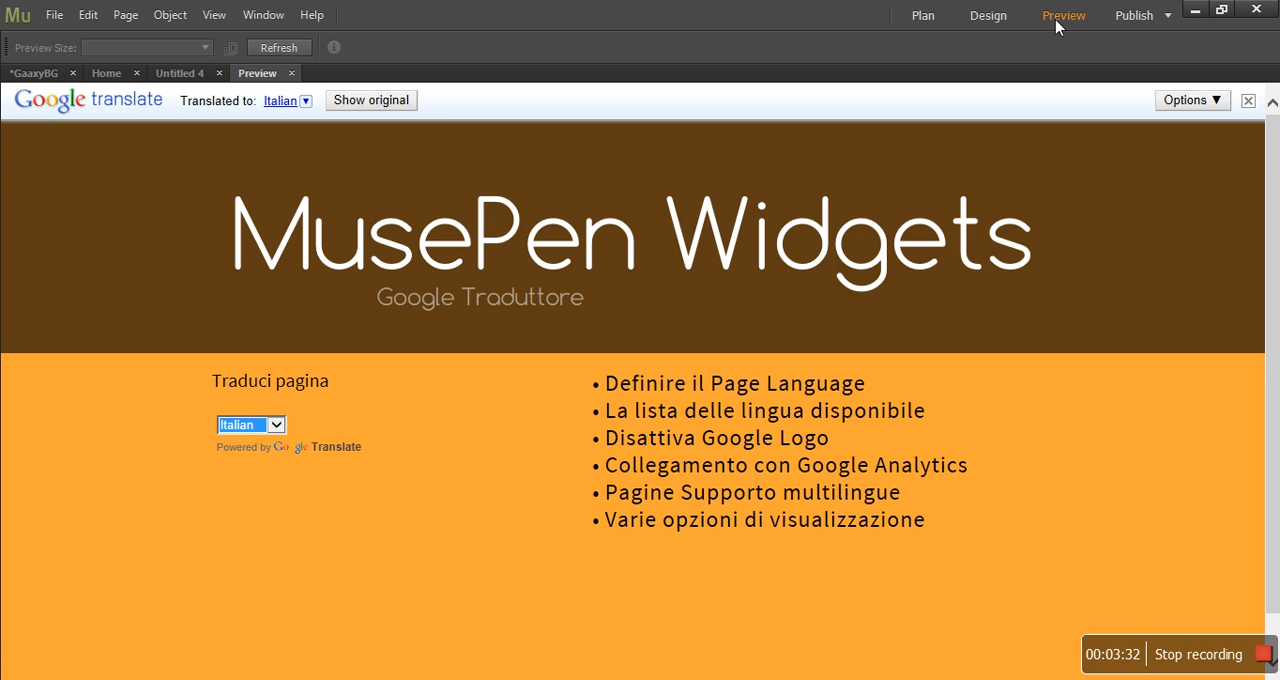 Mu File Edit Page Object View Window Help Plan Design Preview Publish
Preview Size: Refresh
*GaaxyBG Home Untitled 4 Preview
Google translate Translated to: Italian Show original Options
MusePen Widgets
Google Traduttore
Traduci pagina
Italian
Powered by Google Translate
• Definire il Page Language
• La lista delle lingua disponibile
• Disattiva Google Logo
• Collegamento con Google Analytics
• Pagine Supporto multilingue
• Varie opzioni di visualizzazione
00:03:32 Stop recording